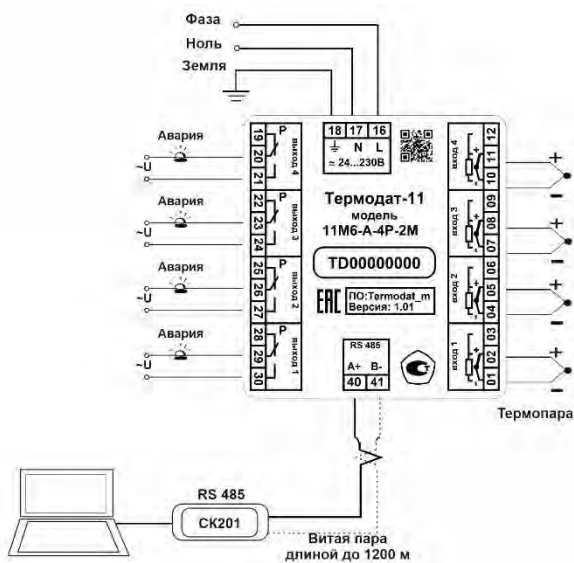 Фаза
Ноль
Земля
18 17 16
N L
≂ 24...230В
Термодат-11
модель
11М6-А-4Р-2М
TD00000000
EAC
ПО:Termodat_m
Версия: 1.01
RS 485
A+ B-
40 41
Авария
~U
19
20
21
P
выход 4
Авария
~U
22
23
24
P
выход 3
Авария
~U
25
26
27
P
выход 2
Авария
~U
28
29
30
P
выход 1
вход 4
12
11
10
+
−
вход 3
09
08
07
+
−
вход 2
06
05
04
+
−
вход 1
03
02
01
+
−
Термопара
RS 485
СК201
Витая пара
длиной до 1200 м